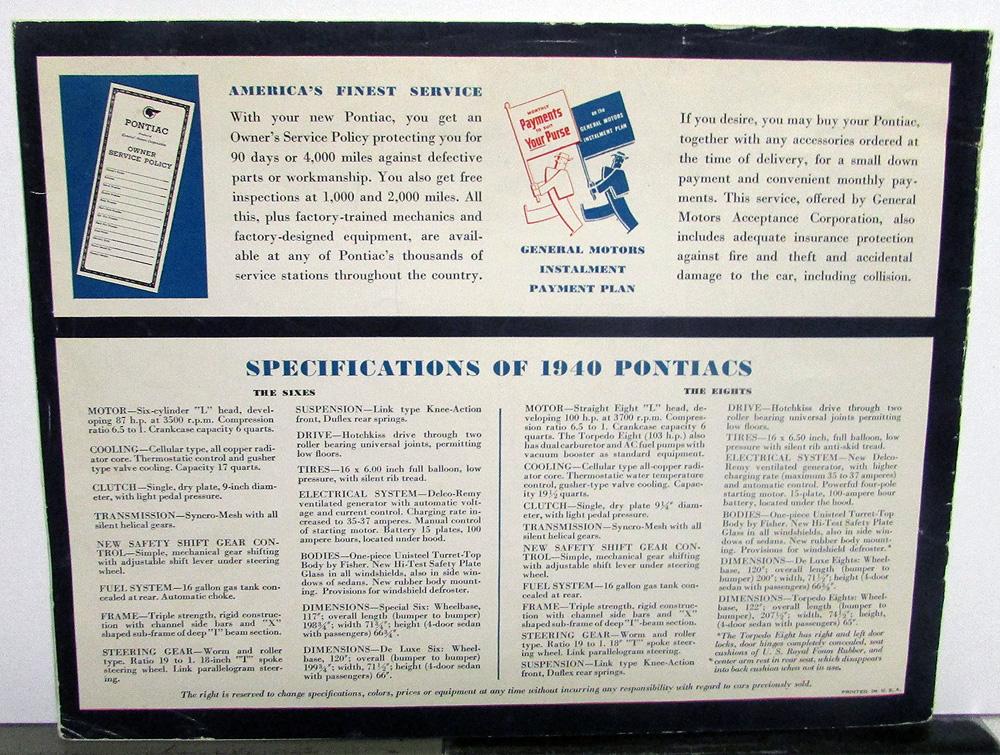 PONTIAC
OWNER
SERVICE POLICY
AMERICA'S FINEST SERVICE
With your new Pontiac, you get an
Owner's Service Policy protecting you for
90 days or 4,000 miles against defective
parts or workmanship. You also get free
inspections at 1,000 and 2,000 miles. All
this, plus factory-trained mechanics and
factory-designed equipment, are avail-
able at any of Pontiac's thousands of
service stations throughout the country.
MONTHLY
Payments
Your Purse
on the
GENERAL MOTORS
INSTALMENT PLAN
GENERAL MOTORS
INSTALMENT
PAYMENT PLAN
If you desire, you may buy your Pontiac,
together with any accessories ordered at
the time of delivery, for a small down
payment and convenient monthly pay-
ments. This service, offered by General
Motors Acceptance Corporation, also
includes adequate insurance protection
against fire and theft and accidental
damage to the car, including collision.
SPECIFICATIONS OF 1940 PONTIACS
THE SIXES
MOTOR—Six-cylinder "L" head, devel-
oping 87 h.p. at 3500 r.p.m. Compression
ratio 6.5 to 1. Crankcase capacity 6 quarts.
COOLING—Cellular type, all copper radi-
ator core. Thermostatic control and gusher
type valve cooling. Capacity 17 quarts.
CLUTCH—Single, dry plate, 9-inch diam-
eter, with light pedal pressure.
TRANSMISSION—Syncro-Mesh with all
silent helical gears.
NEW SAFETY SHIFT GEAR CON-
TROL—Simple, mechanical gear shifting
with adjustable shift lever under steering
wheel.
FUEL SYSTEM—16 gallon gas tank con-
cealed at rear. Automatic choke.
FRAME—Triple strength, rigid construc-
tion with channel side bars and "X"
shaped sub-frame of deep "I" beam section.
STEERING GEAR—Worm and roller
type. Ratio 19 to 1. 18-inch "T" spoke
steering wheel. Link parallelogram steer-
ing.
SUSPENSION—Link type Knee-Action
front, Duflex rear springs.
DRIVE—Hotchkiss drive through two
roller bearing universal joints, permitting
low floors.
TIRES—16 x 6.00 inch full balloon, low
pressure, with silent rib tread.
ELECTRICAL SYSTEM—Delco-Remy
ventilated generator with automatic volt-
age and current control. Charging rate in-
creased to 35-37 amperes. Manual control
of starting motor. Battery 15 plates, 100
ampere hours, located under hood.
BODIES—One-piece Unisteel Turret-Top
Body by Fisher. New Hi-Test Safety Plate
Glass in all windshields, also in side win-
dows of sedans. New rubber body mount-
ing. Provisions for windshield defroster.
DIMENSIONS—Special Six: Wheelbase,
117"; overall length (bumper to bumper)
198¾"; width 71¾"; height (4-door sedan
with passengers) 66¾".
DIMENSIONS—De Luxe Six: Wheel-
base, 120"; overall length (bumper to
bumper) 199¾"; width, 71½"; height (4-door sedan
with passengers) 66".
THE EIGHTS
MOTOR—Straight Eight "L" head, de-
veloping 100 h.p. at 3700 r.p.m. Compres-
sion ratio 6.5 to 1. Crankcase capacity 6
quarts. The Torpedo Eight (103 h.p.) also
has dual carburetor and AC fuel pumps with
vacuum booster as standard equipment.
COOLING—Cellular type all-copper radi-
ator core. Thermostatic water temperature
control, gusher-type valve cooling. Capac-
ity 19½ quarts.
CLUTCH—Single, dry plate 9¼" diam-
eter, with light pedal pressure.
TRANSMISSION—Syncro-Mesh with all
silent helical gears.
NEW SAFETY SHIFT GEAR CON-
TROL—Simple, mechanical gear shifting
with adjustable shift lever under steering
wheel.
FUEL SYSTEM—16 gallon gas tank con-
cealed at rear.
FRAME—Triple strength, rigid construc-
tion with channel side bars and "X"
shaped sub-frame of deep "I"-beam section.
STEERING GEAR—Worm and roller
type. Ratio 19 to 1. 18" "T" spoke steer-
ing wheel. Link parallelogram steering.
SUSPENSION—Link type Knee-Action
front, Duflex rear springs.
DRIVE—Hotchkiss drive through two
roller bearing universal joints permitting
low floors.
TIRES—16 x 6.50 inch, full balloon, low
pressure with silent rib anti-skid tread.
ELECTRICAL SYSTEM—New Delco-
Remy ventilated generator, with higher
charging rate (maximum 35 to 37 amperes)
and automatic control. Powerful four-pole
starting motor. 15-plate, 100-ampere hour
battery, located under the hood.
BODIES—One-piece Unisteel Turret-Top
Body by Fisher. New Hi-Test Safety Plate
Glass in all windshields, also in side win-
dows of sedans. New rubber body mount-
ing. Provisions for windshield defroster.*
DIMENSIONS—De Luxe Eights: Wheel-
base, 120"; overall length (bumper to
bumper) 200"; width, 71½"; height (4-door
sedan with passengers) 66¾".
DIMENSIONS—Torpedo Eights: Wheel-
base, 122"; overall length (bumper to
bumper), 207½"; width, 74½"; height,
(4-door sedan with passengers) 65".
*The Torpedo Eight has right and left door
locks, door hinges completely concealed, seat
cushions of U. S. Royal Foam Rubber, and
center arm rest in rear seat, which disappears
into back cushion when not in use.
The right is reserved to change specifications, colors, prices or equipment at any time without incurring any responsibility with regard to cars previously sold.
PRINTED IN U. S. A.